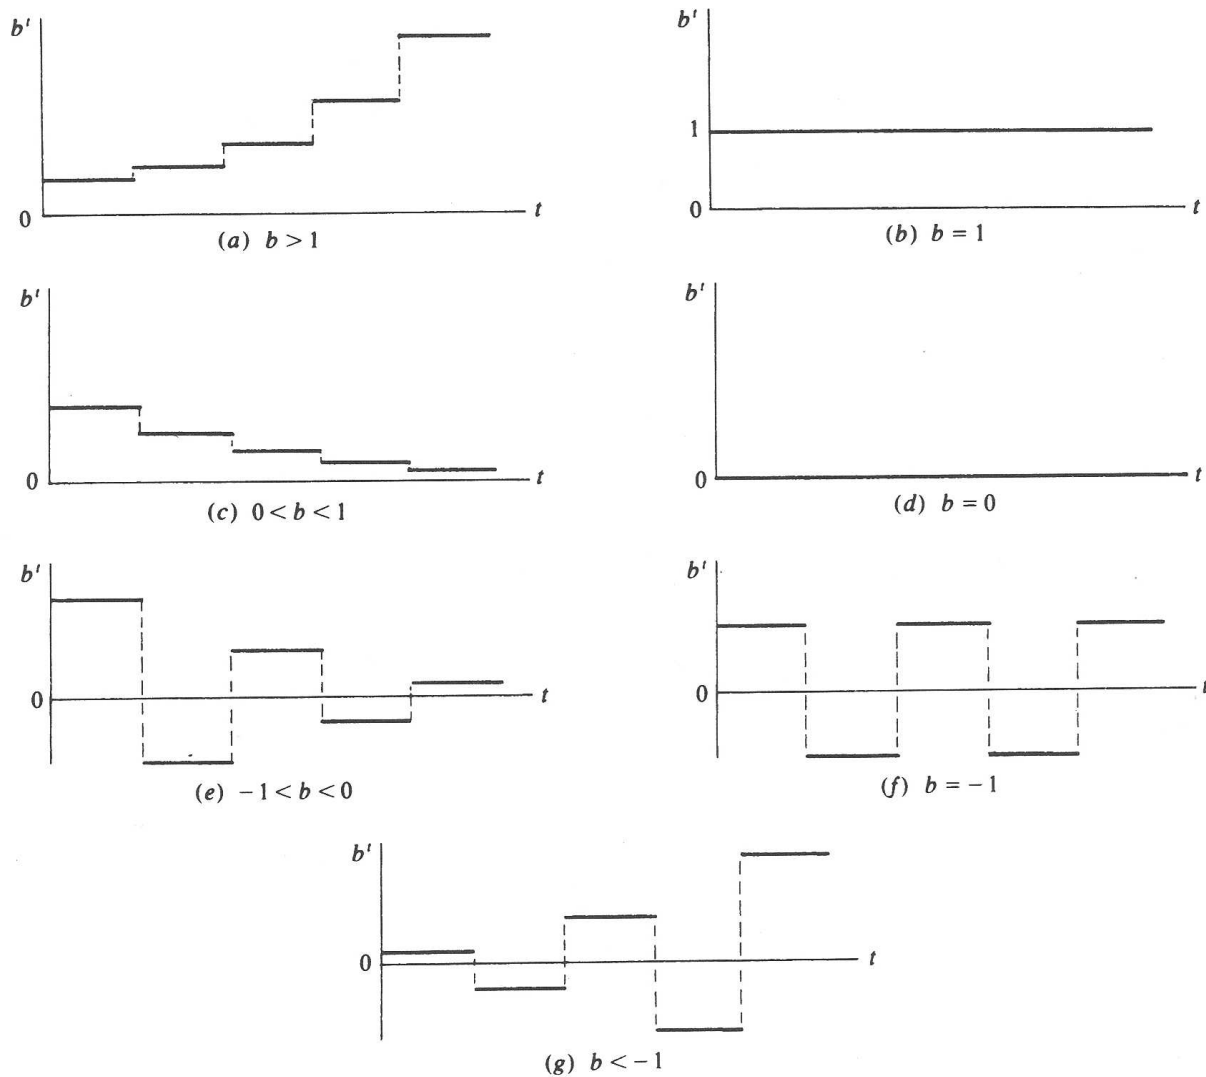 b^t
0
t
(a) b > 1
b^t
1
0
t
(b) b = 1
b^t
0
t
(c) 0 < b < 1
b^t
0
t
(d) b = 0
b^t
0
t
(e) −1 < b < 0
b^t
0
t
(f) b = −1
b^t
0
t
(g) b < −1